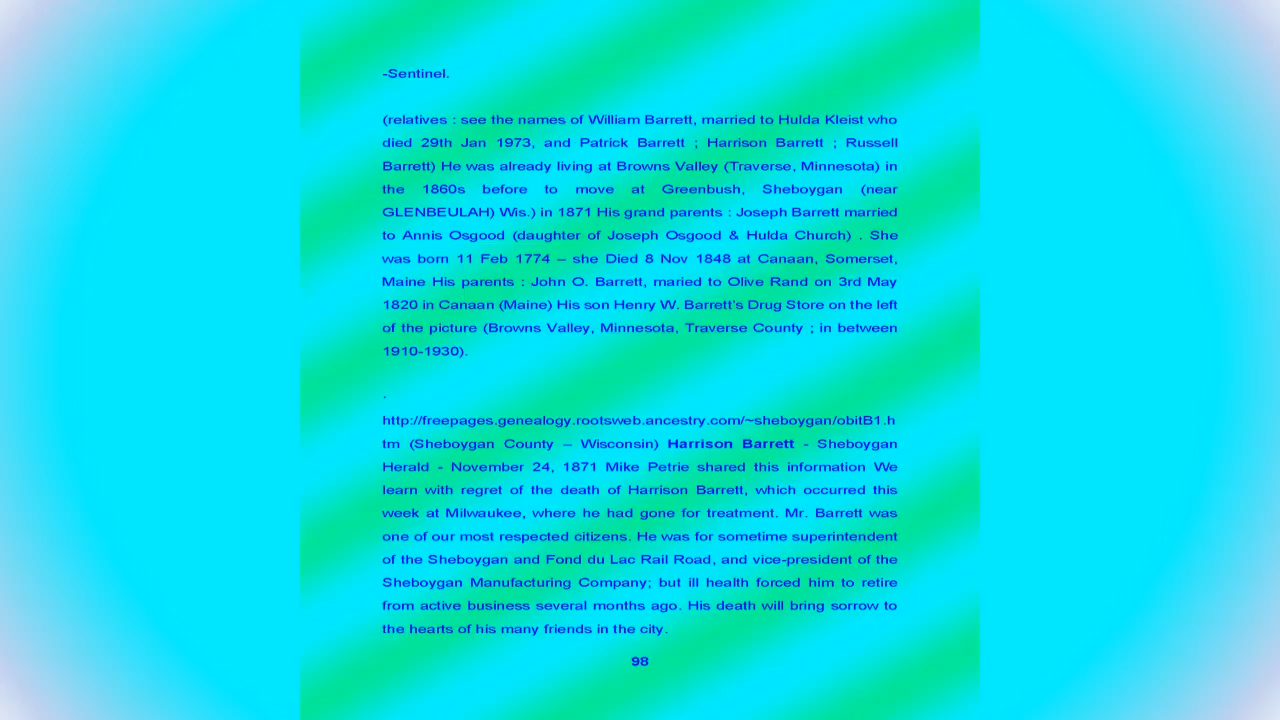 -Sentinel.
(relatives : see the names of William Barrett, married to Hulda Kleist who
died 29th Jan 1973, and Patrick Barrett ; Harrison Barrett ; Russell
Barrett) He was already living at Browns Valley (Traverse, Minnesota) in
the 1860s before to move at Greenbush, Sheboygan (near
GLENBEULAH) Wis.) in 1871 His grand parents : Joseph Barrett married
to Annis Osgood (daughter of Joseph Osgood & Hulda Church) . She
was born 11 Feb 1774 – she Died 8 Nov 1848 at Canaan, Somerset,
Maine His parents : John O. Barrett, maried to Olive Rand on 3rd May
1820 in Canaan (Maine) His son Henry W. Barrett's Drug Store on the left
of the picture (Browns Valley, Minnesota, Traverse County ; in between
1910-1930).
.
http://freepages.genealogy.rootsweb.ancestry.com/~sheboygan/obitB1.h
tm (Sheboygan County – Wisconsin) Harrison Barrett - Sheboygan
Herald - November 24, 1871 Mike Petrie shared this information We
learn with regret of the death of Harrison Barrett, which occurred this
week at Milwaukee, where he had gone for treatment. Mr. Barrett was
one of our most respected citizens. He was for sometime superintendent
of the Sheboygan and Fond du Lac Rail Road, and vice-president of the
Sheboygan Manufacturing Company; but ill health forced him to retire
from active business several months ago. His death will bring sorrow to
the hearts of his many friends in the city.
98